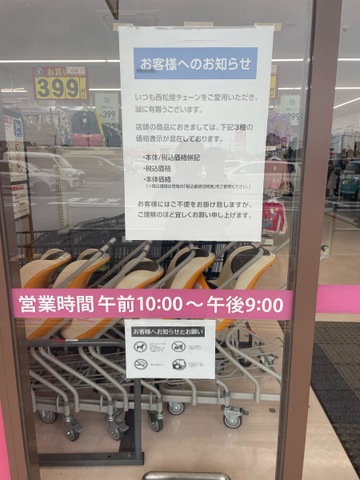 お客様へのお知らせ
いつも西松屋チェーンをご愛用いただき、
誠に有難うございます。
店頭の商品におきましては、下記3種の
価格表示が混在しております。
・本体/税込価格併記
・税込価格
・本体価格
お客様にはご不便をお掛け致しますが、
ご理解のほど宜しくお願い申し上げます。
399
営業時間 午前10:00～午後9:00
お客様へお知らせとお願い